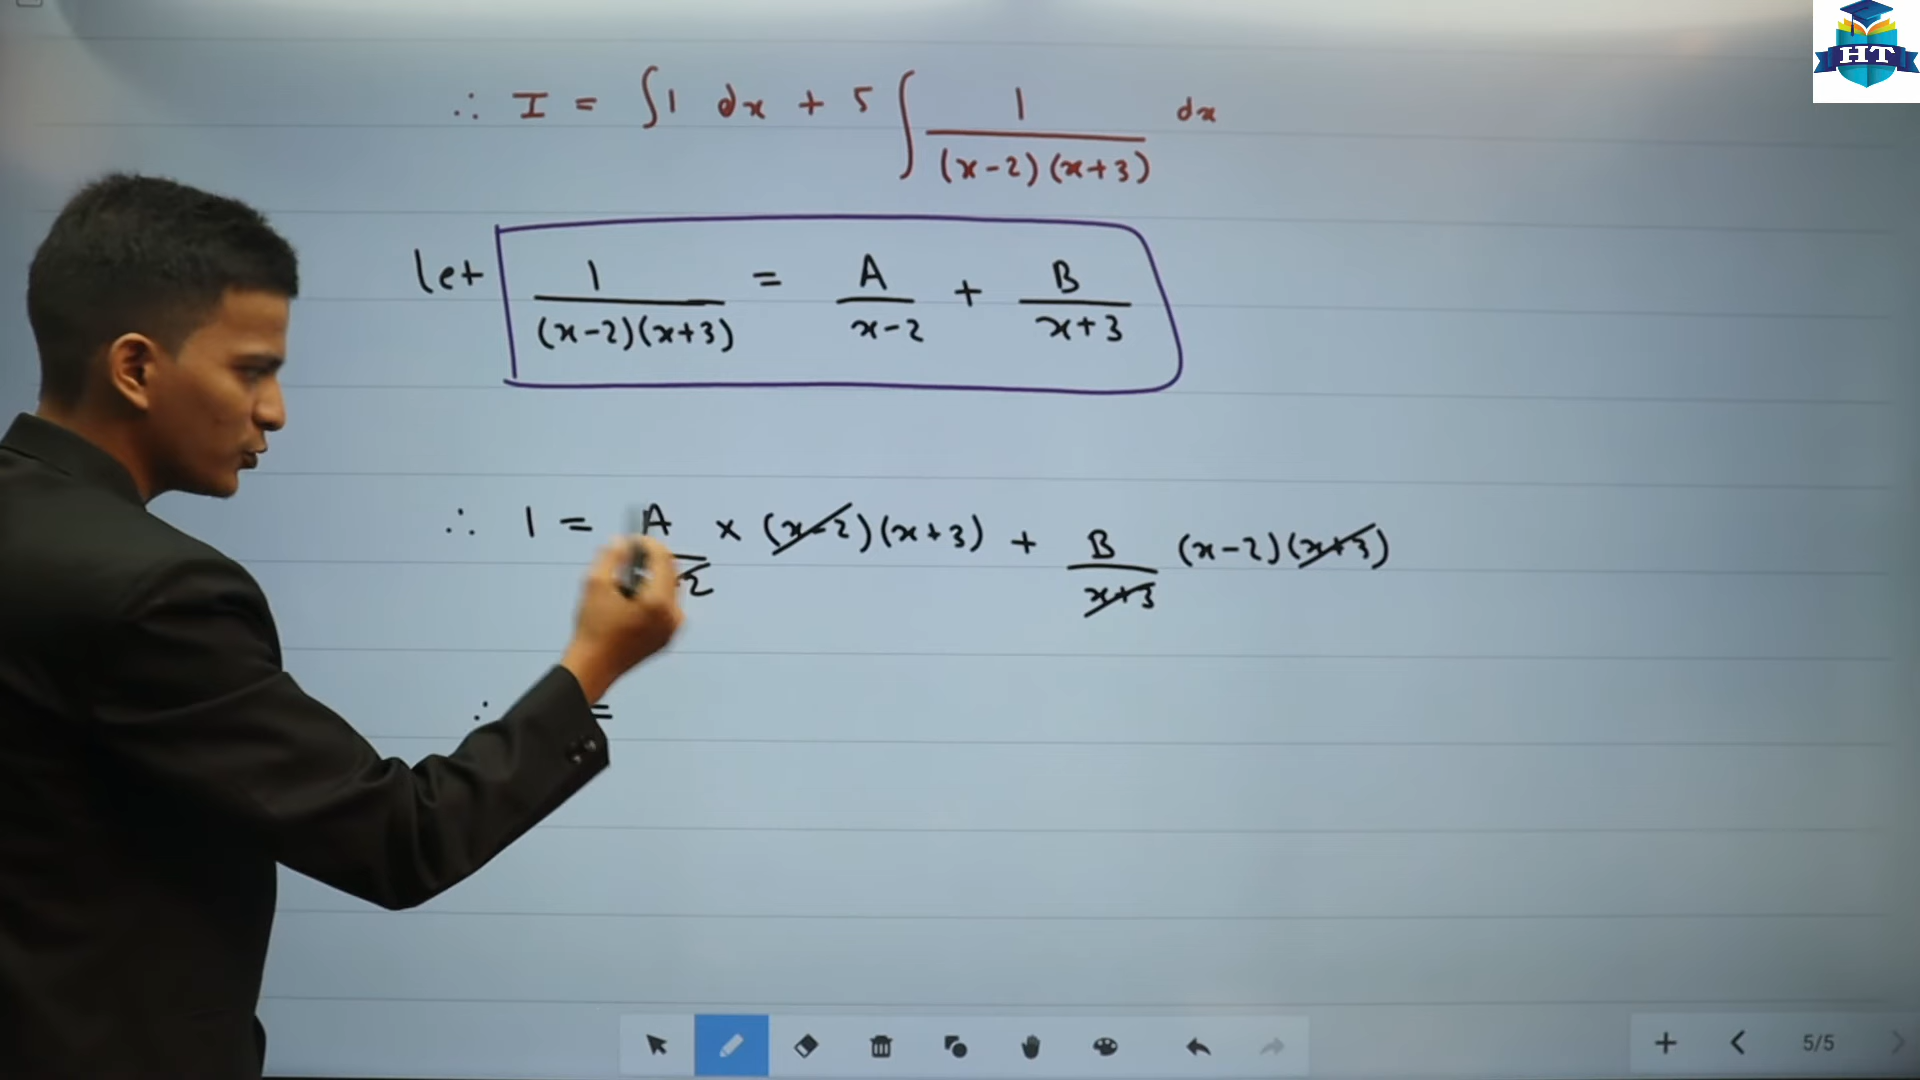 ∴ I = ∫1 dx + 5 ∫ 1/((x-2)(x+3)) dx
let 1/((x-2)(x+3)) = A/(x-2) + B/(x+3)
∴ 1 = A × (x-2)(x+3) + B/(x+3) (x-2)(x+3)
∴ =
HT
5/5